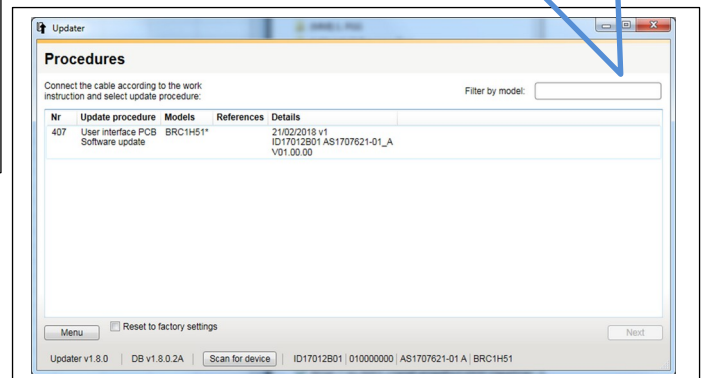 Updater
Procedures
Connect the cable according to the work
instruction and select update procedure:
Filter by model:
Nr Update procedure Models References Details
407 User interface PCB BRC1H51* 21/02/2018 v1
Software update ID17012B01 AS1707621-01_A
V01.00.00
Menu Reset to factory settings Next
Updater v1.8.0 | DB v1.8.0.2A | Scan for device | ID17012B01 | 010000000 | AS1707621-01 A | BRC1H51